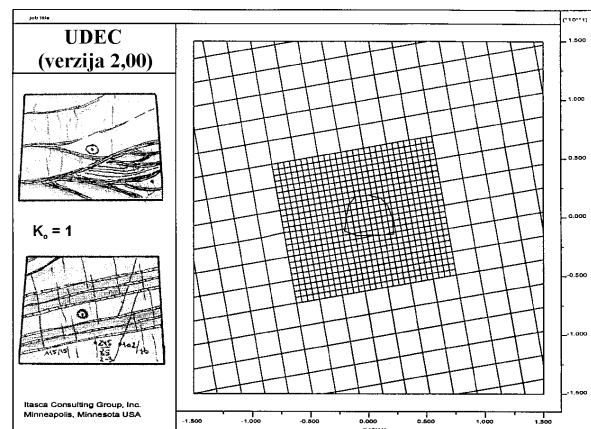 job title
UDEC
(verzija 2,00)
Kₒ = 1
Itasca Consulting Group, Inc.
Minneapolis, Minnesota USA
(*10**1)
1.500
1.000
0.500
0.000
-0.500
-1.000
-1.500
-1.500
-1.000
-0.500
0.000
0.500
1.000
1.500